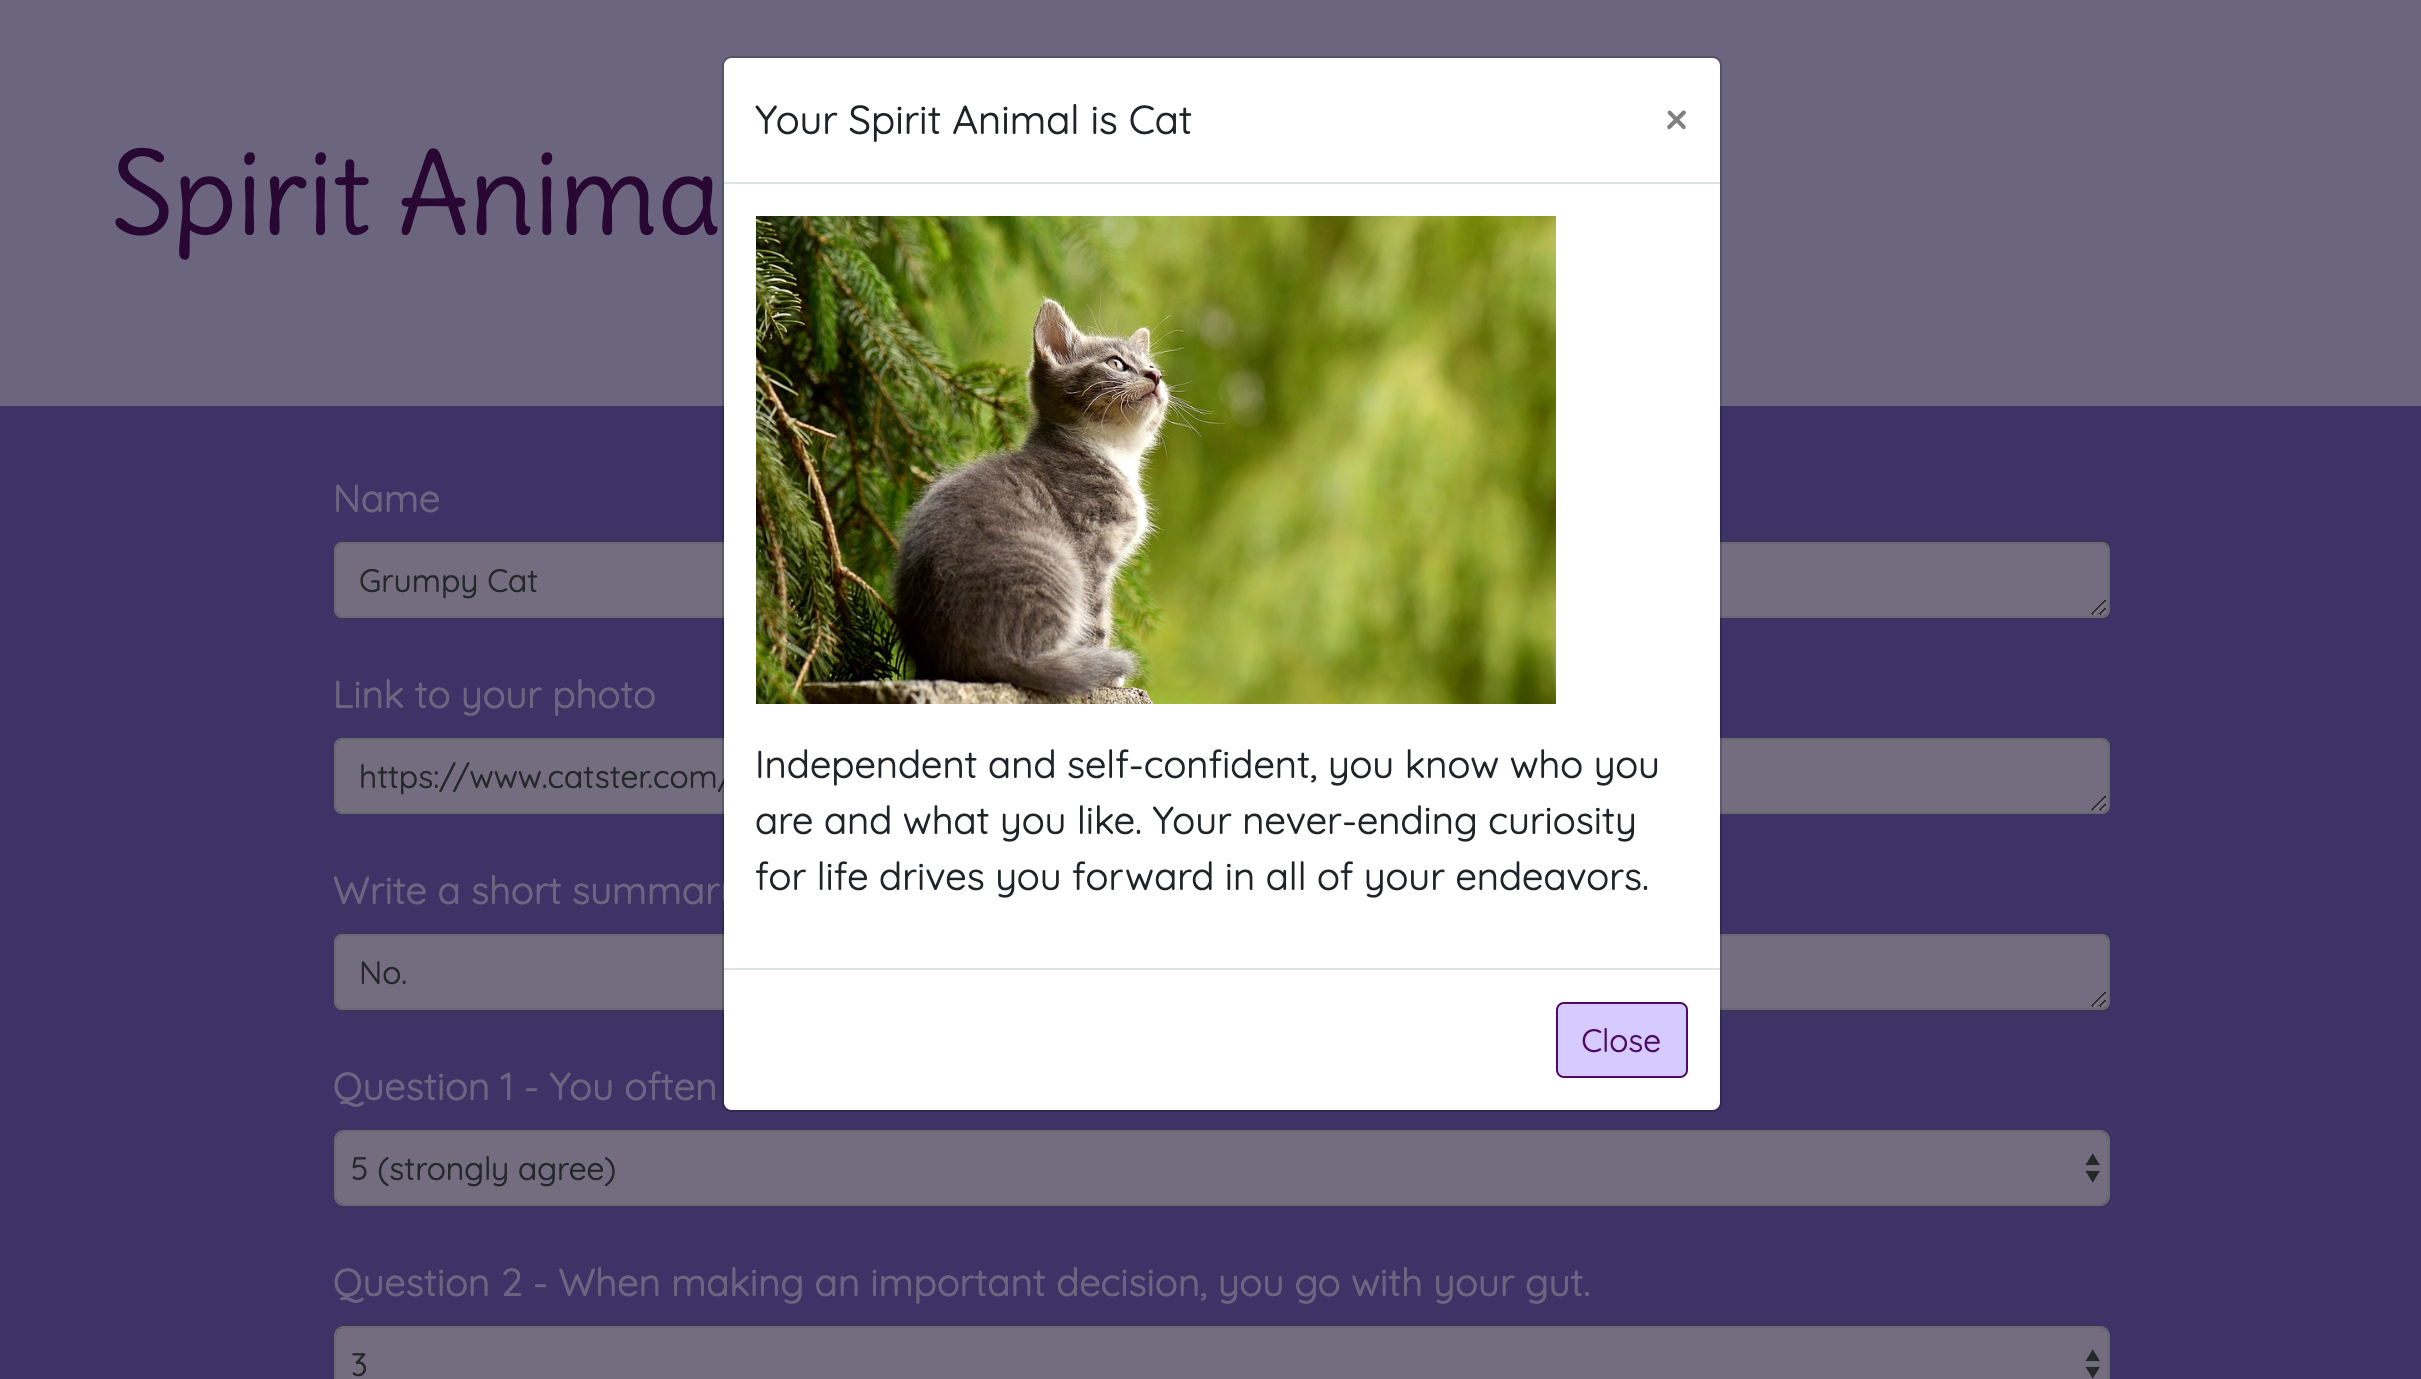 Spirit Anima
Your Spirit Animal is Cat
×
Independent and self-confident, you know who you
are and what you like. Your never-ending curiosity
for life drives you forward in all of your endeavors.
Close
Name
Grumpy Cat
Link to your photo
https://www.catster.com/
Write a short summary
No.
Question 1 - You often
5 (strongly agree)
Question 2 - When making an important decision, you go with your gut.
3